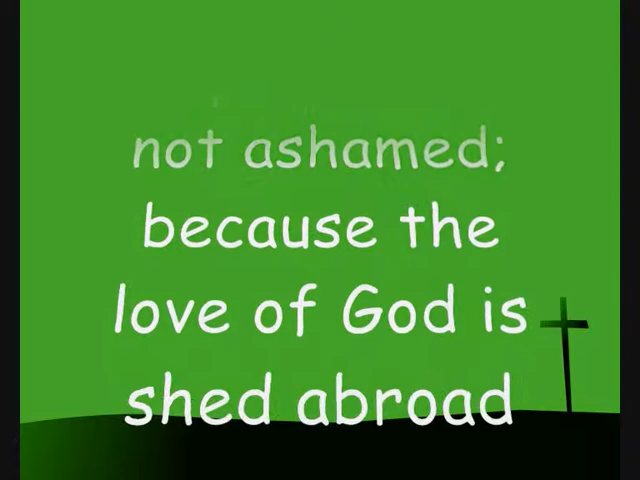 not ashamed;
because the
love of God is
shed abroad